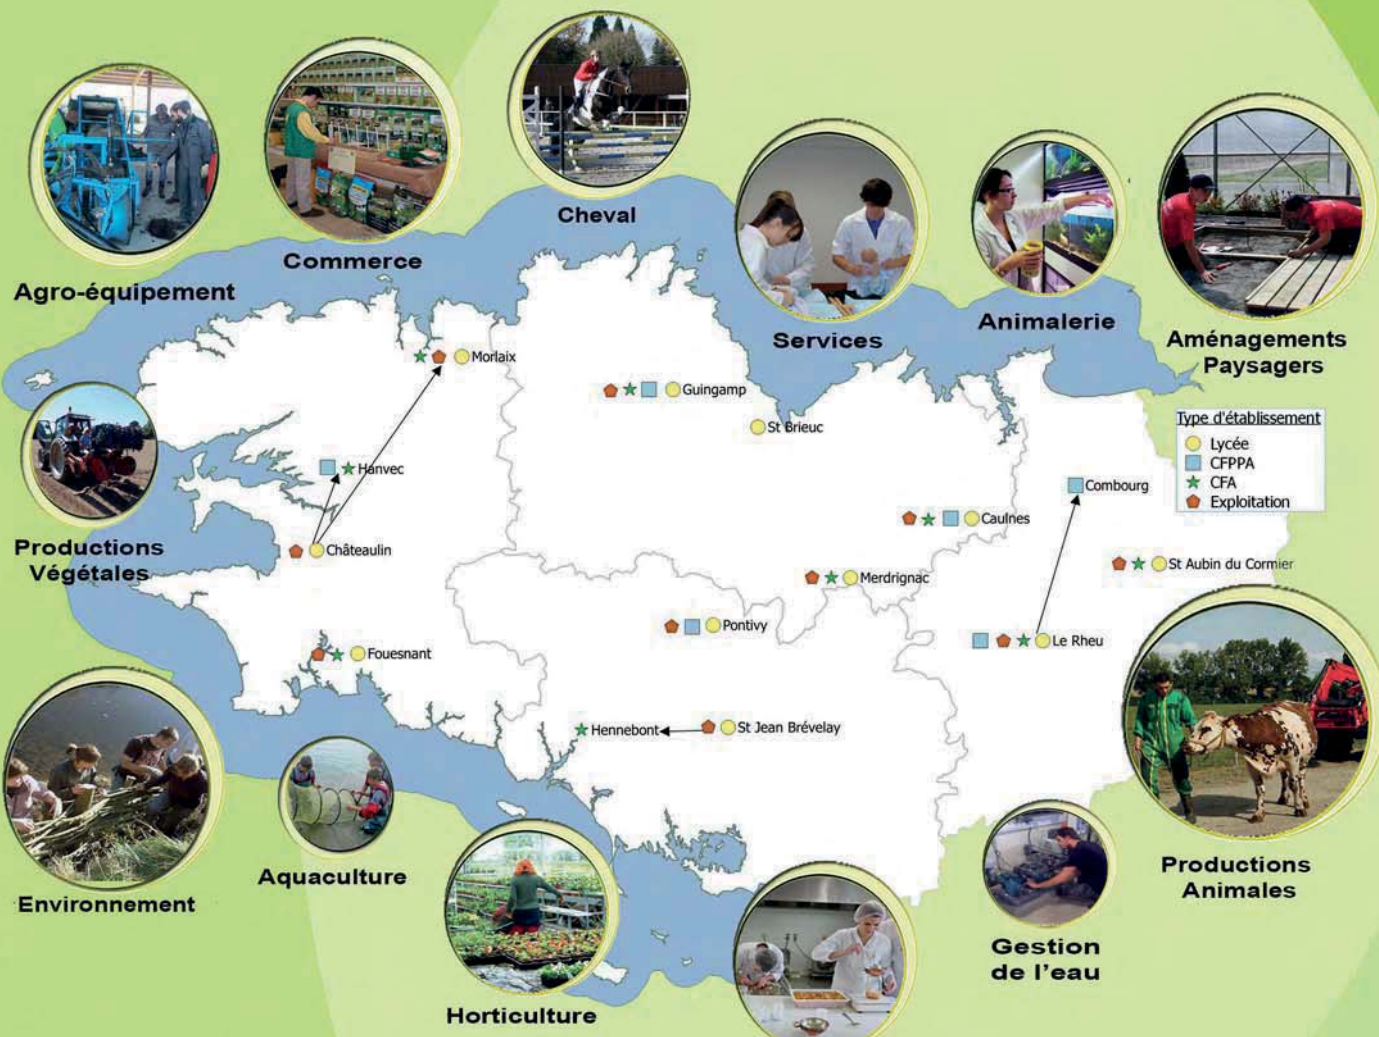 Cheval
Commerce
Agro-équipement
Services
Animalerie
Aménagements
Paysagers
Morlaix
Guingamp
St Brieuc
Type d'établissement
Lycée
CFPPA
CFA
Exploitation
Hanvec
Combourg
Caulnes
Productions
Végétales
Châteaulin
St Aubin du Cormier
Merdrignac
Pontivy
Le Rheu
Fouesnant
Hennebont
St Jean Brévelay
Environnement
Aquaculture
Horticulture
Productions
Animales
Gestion
de l'eau